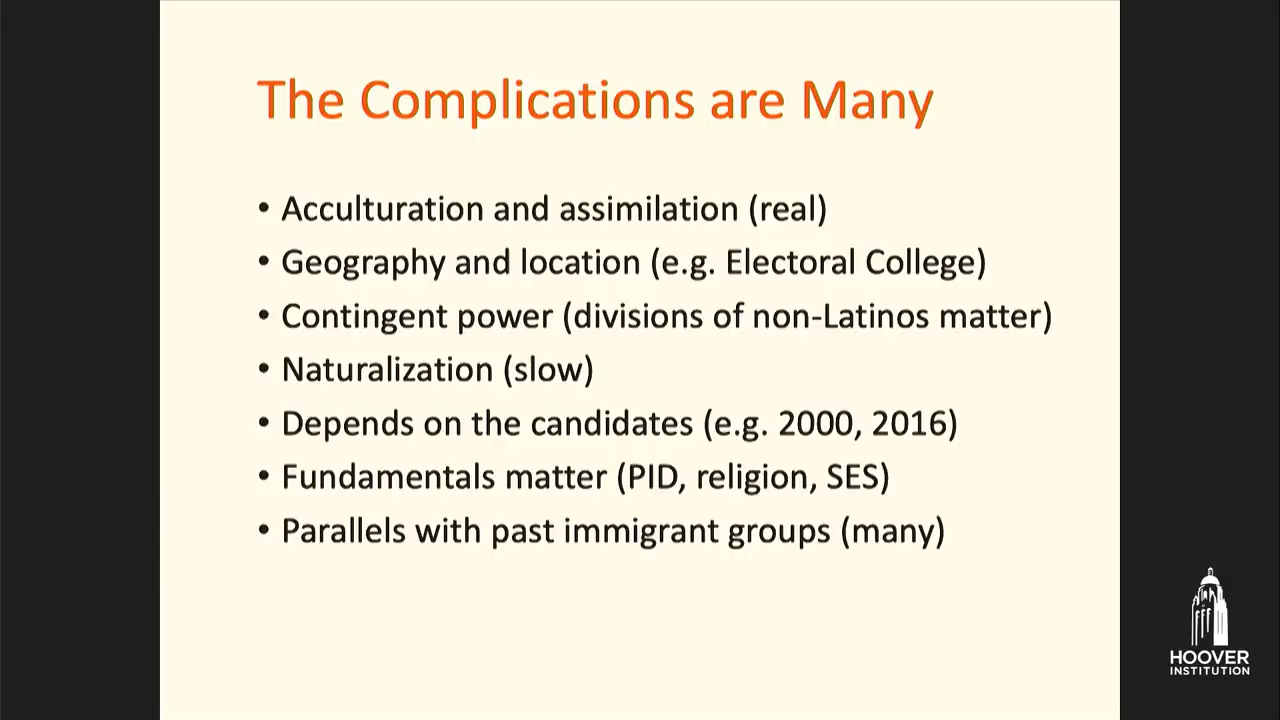 The Complications are Many
• Acculturation and assimilation (real)
• Geography and location (e.g. Electoral College)
• Contingent power (divisions of non-Latinos matter)
• Naturalization (slow)
• Depends on the candidates (e.g. 2000, 2016)
• Fundamentals matter (PID, religion, SES)
• Parallels with past immigrant groups (many)
HOOVER
INSTITUTION